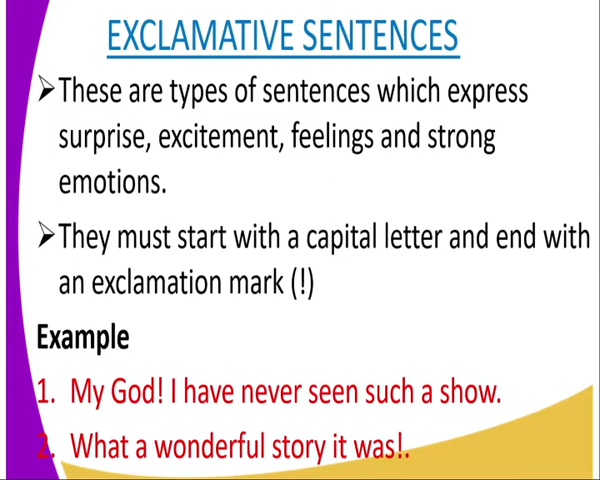 EXCLAMATIVE SENTENCES
These are types of sentences which express
surprise, excitement, feelings and strong
emotions.
They must start with a capital letter and end with
an exclamation mark (!)
Example
1. My God! I have never seen such a show.
2. What a wonderful story it was!.